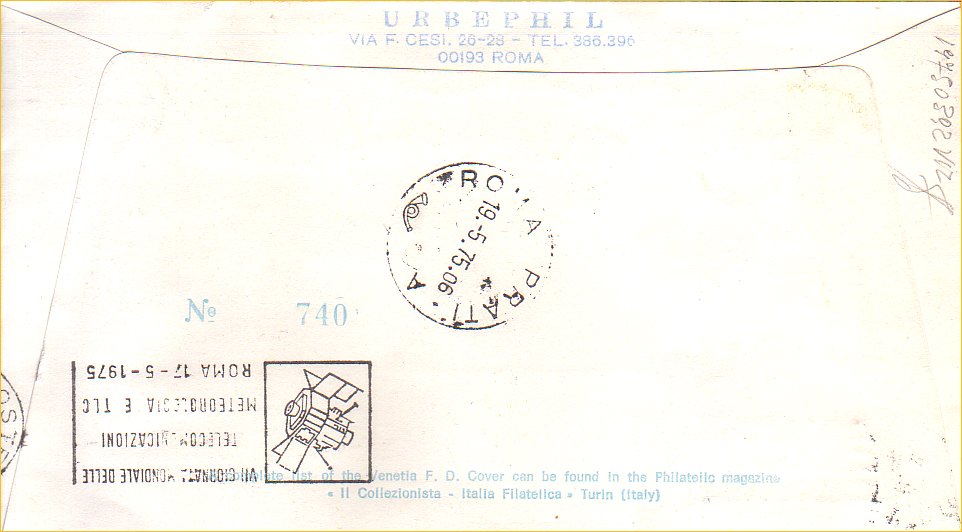 URBEPHIL
VIA F. CESI. 26-28 - TEL. 386.396
00193 ROMA
ROMA PRATI · A
19.-5.75.06
№ 740
VII GIORNATA MONDIALE DELLE
TELECOMUNICAZIONI
METEOROLOGIA E TLC
ROMA 17-5-1975
list of the Venetia F. D. Cover can be found in the Philatelic magazine
« Il Collezionista - Italia Filatelica » Turin (Italy)